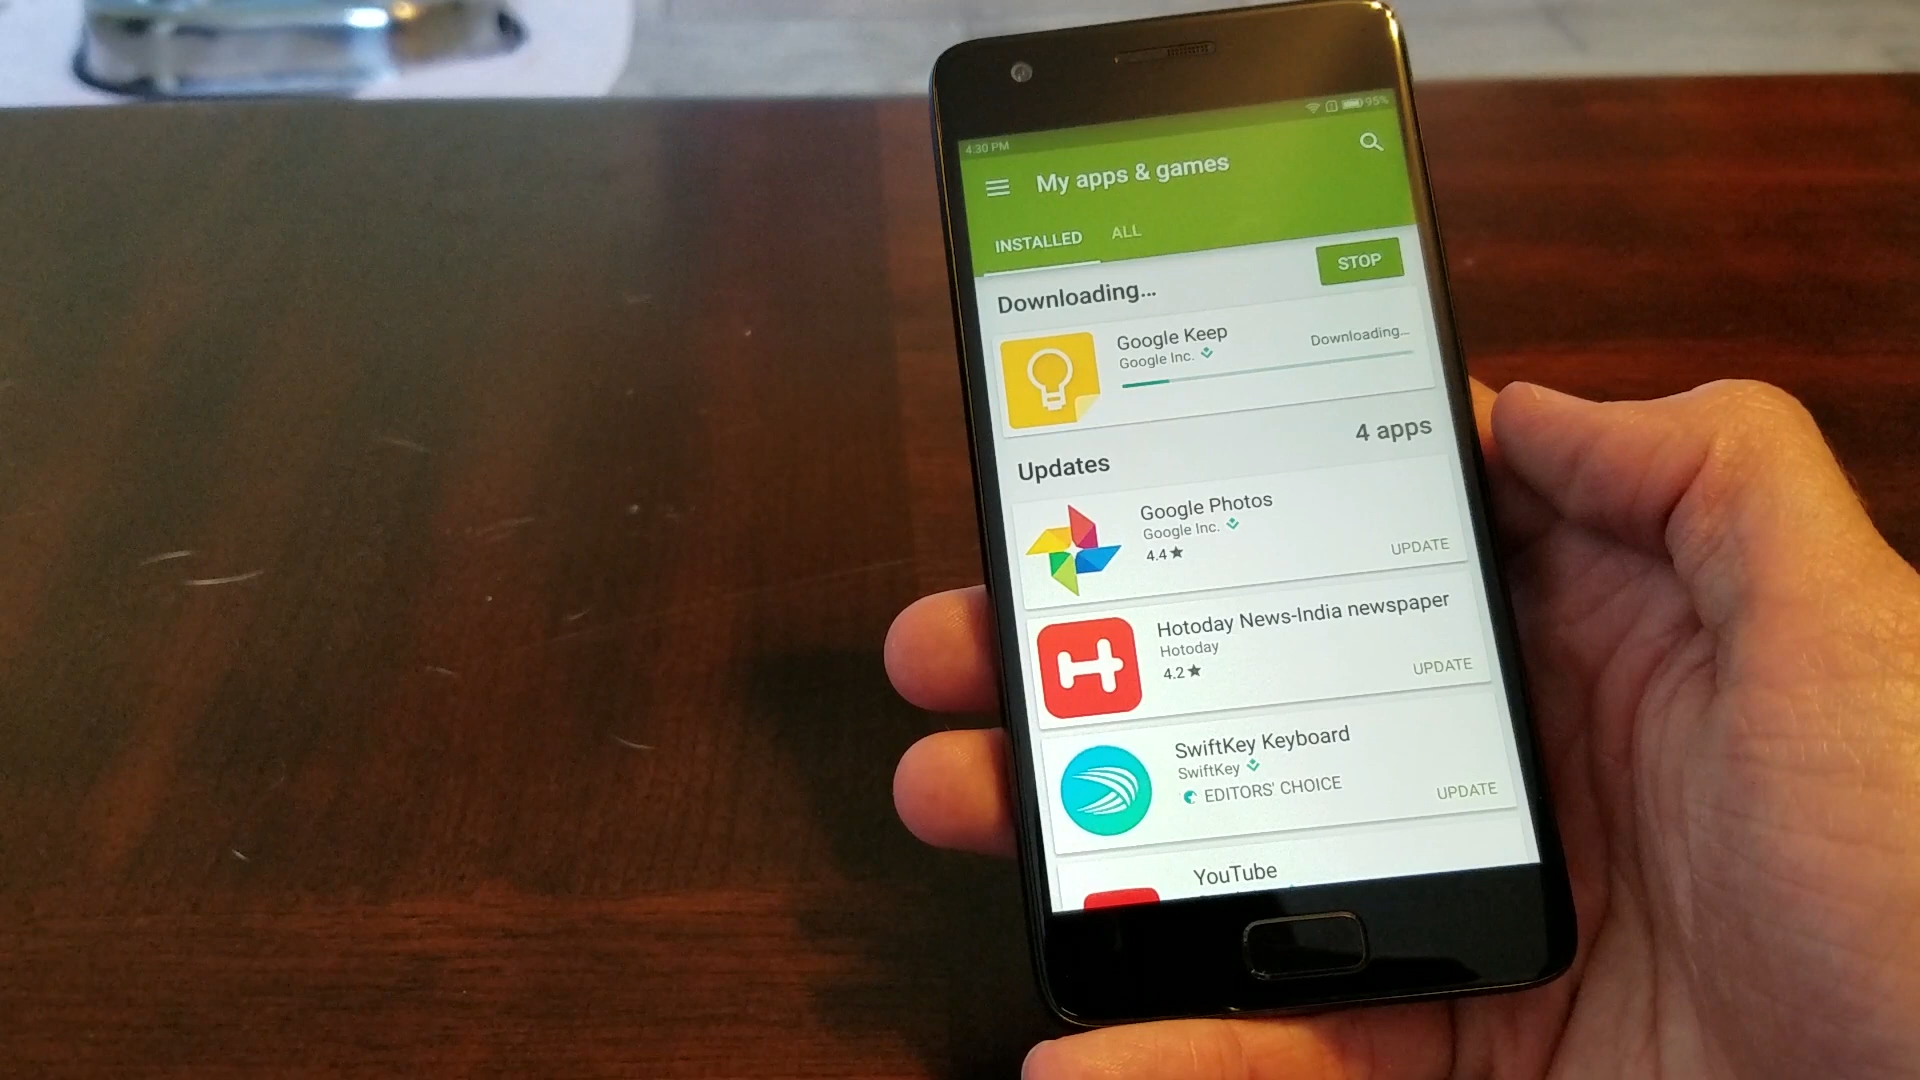 4:30 PM
95%
My apps & games
INSTALLED
ALL
STOP
Downloading...
Google Keep
Downloading...
Google Inc.
4 apps
Updates
Google Photos
Google Inc.
4.4
UPDATE
Hotoday News-India newspaper
Hotoday
4.2
UPDATE
SwiftKey Keyboard
SwiftKey
EDITORS' CHOICE
UPDATE
YouTube